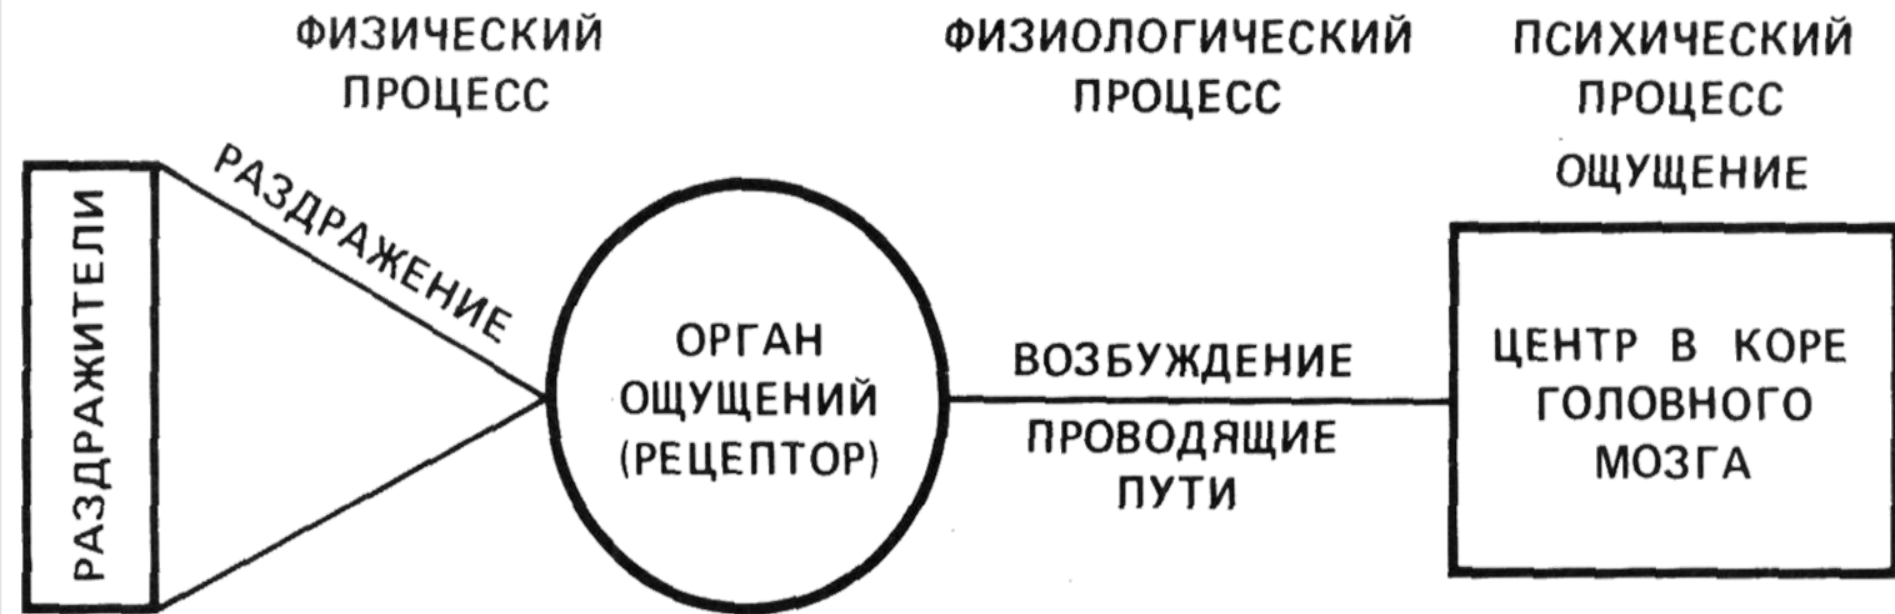 ФИЗИЧЕСКИЙ
ПРОЦЕСС
ФИЗИОЛОГИЧЕСКИЙ
ПРОЦЕСС
ПСИХИЧЕСКИЙ
ПРОЦЕСС
ОЩУЩЕНИЕ
РАЗДРАЖИТЕЛИ
РАЗДРАЖЕНИЕ
ОРГАН
ОЩУЩЕНИЙ
(РЕЦЕПТОР)
ВОЗБУЖДЕНИЕ
ПРОВОДЯЩИЕ
ПУТИ
ЦЕНТР В КОРЕ
ГОЛОВНОГО
МОЗГА